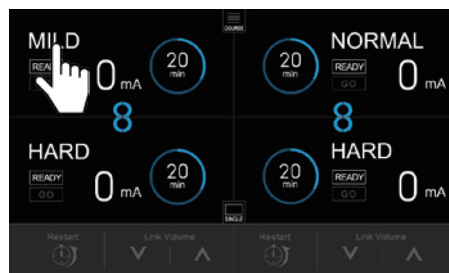 MILD
READY
0 mA
20
min
COURSE
20
min
NORMAL
READY
GO
0 mA
8
8
HARD
READY
GO
0 mA
20
min
20
min
HARD
READY
GO
0 mA
SINGLE
Restart
Link Volume
Restart
Link Volume